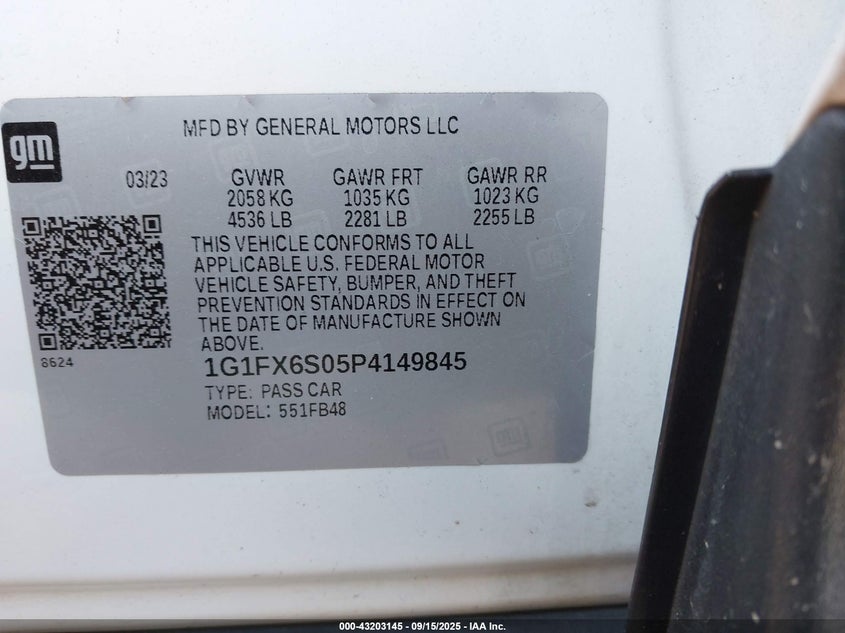 gm
MFD BY GENERAL MOTORS LLC
03/23 GVWR GAWR FRT GAWR RR
2058 KG 1035 KG 1023 KG
4536 LB 2281 LB 2255 LB
THIS VEHICLE CONFORMS TO ALL
APPLICABLE U.S. FEDERAL MOTOR
VEHICLE SAFETY, BUMPER, AND THEFT
PREVENTION STANDARDS IN EFFECT ON
THE DATE OF MANUFACTURE SHOWN
ABOVE.
8624
1G1FX6S05P4149845
TYPE: PASS CAR
MODEL: 551FB48
gm
000-43203145 - 09/15/2025 - IAA Inc.